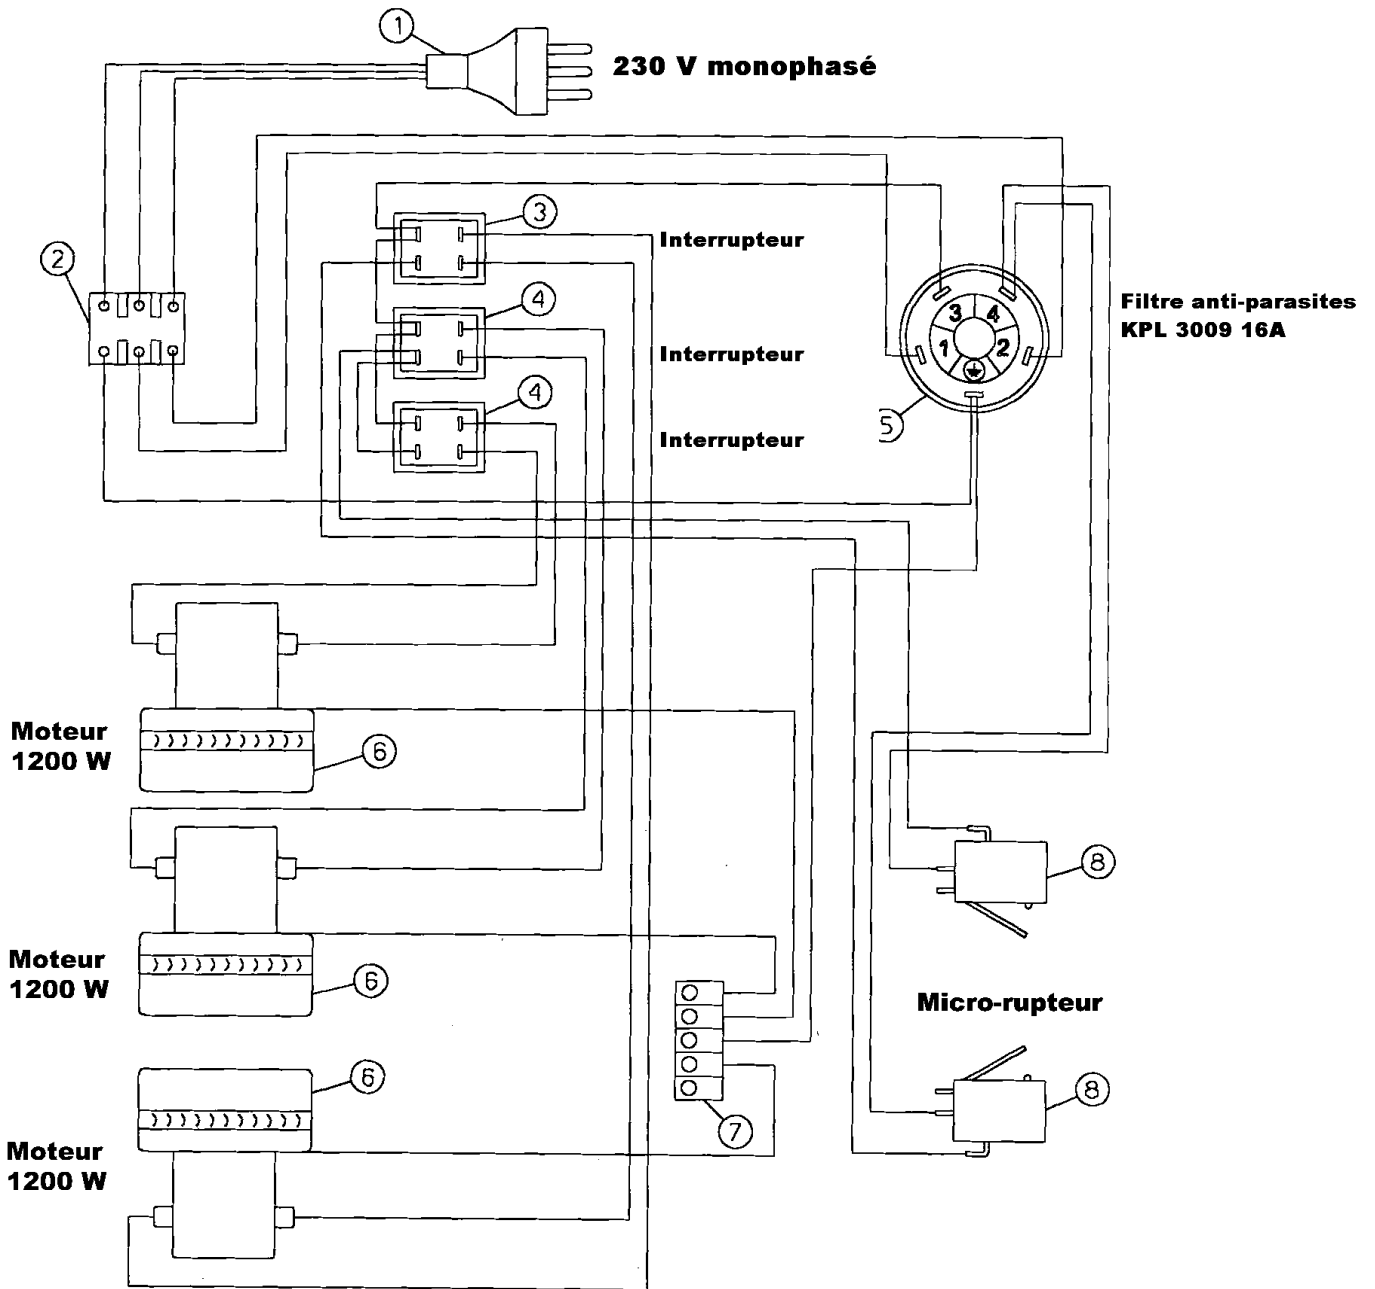 1
230 V monophasé
3
Interrupteur
2
4
Filtre anti-parasites
KPL 3009 16A
3 4
1 2
Interrupteur
4
5
Interrupteur
Moteur
1200 W
6
8
Moteur
1200 W
6
Micro-rupteur
6
8
7
Moteur
1200 W